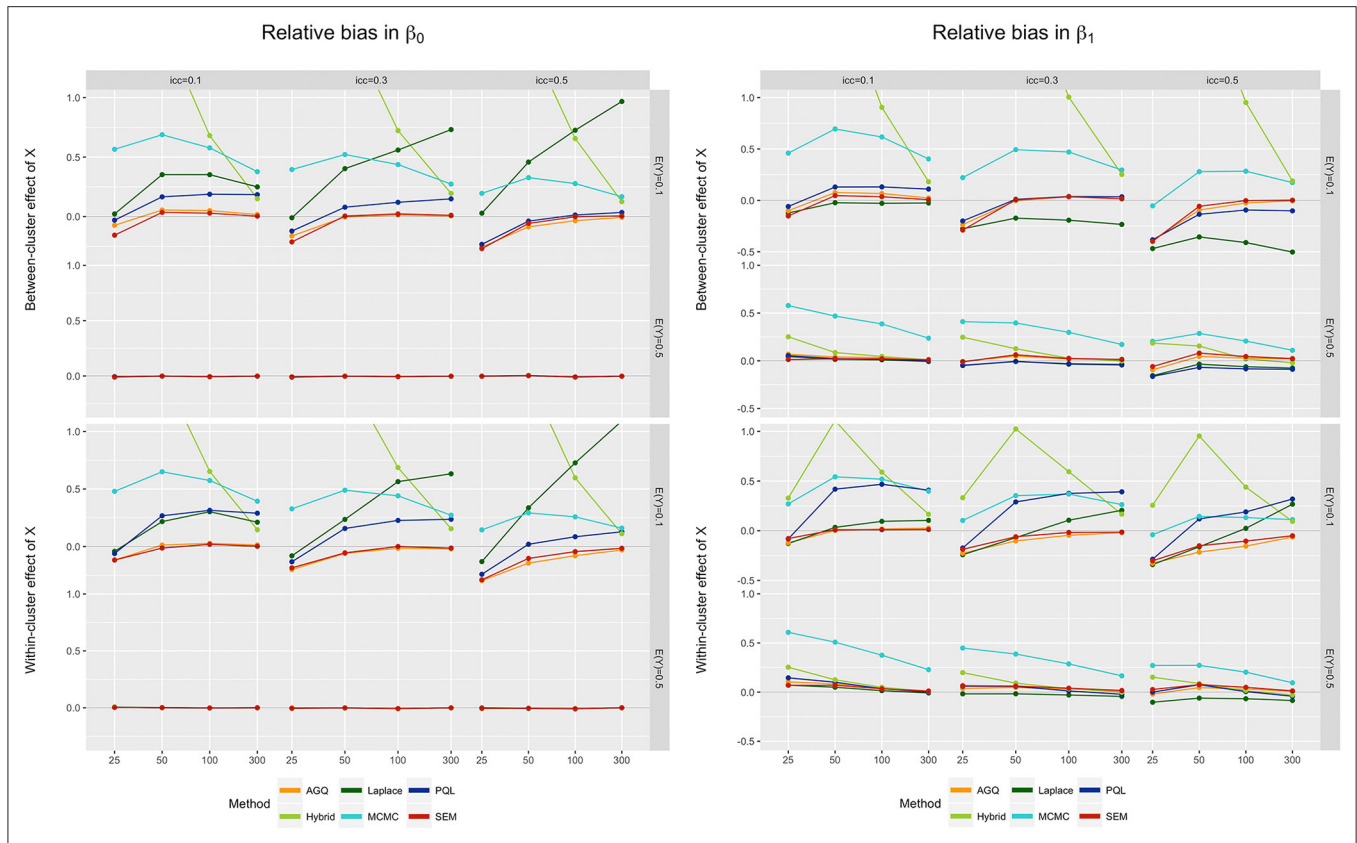 Relative bias in β0
icc=0.1 icc=0.3 icc=0.5
Between-cluster effect of X
1.0
0.5
0.0
E(Y)=0.1
1.0
0.5
0.0
E(Y)=0.5
Within-cluster effect of X
1.0
0.5
0.0
E(Y)=0.1
1.0
0.5
0.0
E(Y)=0.5
25 50 100 300 25 50 100 300 25 50 100 300
Method
AGQ Laplace PQL
Hybrid MCMC SEM
Relative bias in β1
icc=0.1 icc=0.3 icc=0.5
Between-cluster effect of X
1.0
0.5
0.0
-0.5
E(Y)=0.1
1.0
0.5
0.0
-0.5
E(Y)=0.5
Within-cluster effect of X
1.0
0.5
0.0
-0.5
E(Y)=0.1
1.0
0.5
0.0
-0.5
E(Y)=0.5
25 50 100 300 25 50 100 300 25 50 100 300
Method
AGQ Laplace PQL
Hybrid MCMC SEM